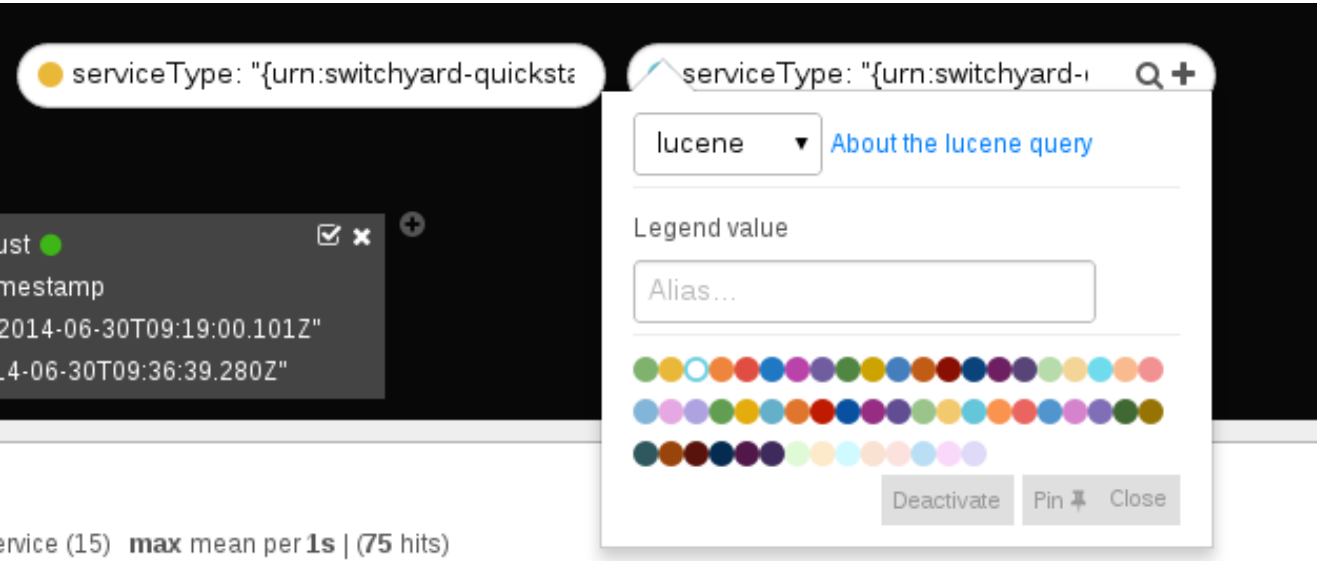 serviceType: "{urn:switchyard-quicksta
serviceType: "{urn:switchyard-
lucene
About the lucene query
Legend value
Alias...
ust
mestamp
2014-06-30T09:19:00.101Z"
4-06-30T09:36:39.280Z"
Deactivate
Pin
Close
ervice (15) max mean per 1s | (75 hits)